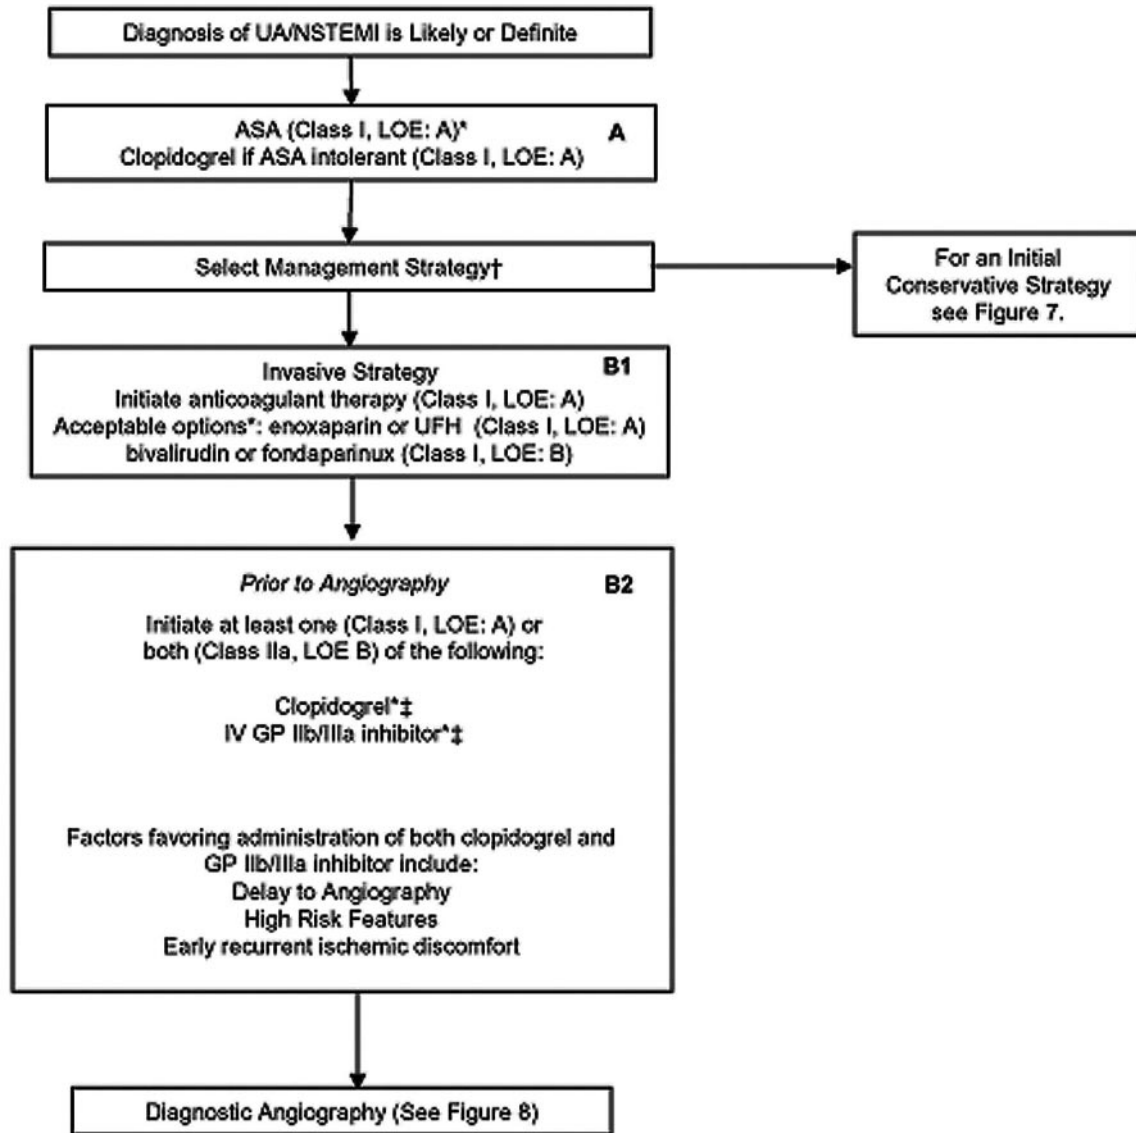 Diagnosis of UA/NSTEMI is Likely or Definite
ASA (Class I, LOE: A)*
A
Clopidogrel if ASA intolerant (Class I, LOE: A)
Select Management Strategy†
For an Initial
Conservative Strategy
see Figure 7.
Invasive Strategy
B1
Initiate anticoagulant therapy (Class I, LOE: A)
Acceptable options*: enoxaparin or UFH (Class I, LOE: A)
bivalirudin or fondaparinux (Class I, LOE: B)
Prior to Angiography
B2
Initiate at least one (Class I, LOE: A) or
both (Class IIa, LOE B) of the following:
Clopidogrel*‡
IV GP IIb/IIIa inhibitor*‡
Factors favoring administration of both clopidogrel and
GP IIb/IIIa inhibitor include:
Delay to Angiography
High Risk Features
Early recurrent ischemic discomfort
Diagnostic Angiography (See Figure 8)